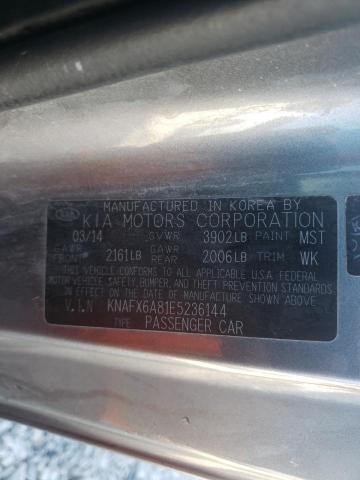 MANUFACTURED IN KOREA BY
KIA KIA MOTORS CORPORATION
03/14 GVWR 3902LB PAINT MST
GAWR FRONT 2161LB GAWR REAR 2006LB TRIM WK
THIS VEHICLE CONFORMS TO ALL APPLICABLE U.S.A FEDERAL
MOTOR VEHICLE SAFETY, BUMPER, AND THEFT PREVENTION STANDARDS
IN EFFECT ON THE DATE OF MANUFACTURE SHOWN ABOVE.
V.I.N KNAFX6A81E5236144
PASSENGER CAR